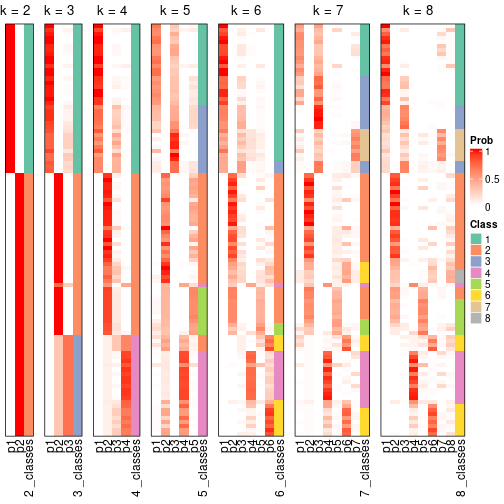 k = 2 k = 3 k = 4 k = 5 k = 6 k = 7 k = 8
Prob
1
0.5
0
Class
1
2
3
4
5
6
7
8
p1 p2 2_classes
p1 p2 p3 3_classes
p1 p2 p3 p4 4_classes
p1 p2 p3 p4 p5 5_classes
p1 p2 p3 p4 p5 p6 6_classes
p1 p2 p3 p4 p5 p6 p7 7_classes
p1 p2 p3 p4 p5 p6 p7 p8 8_classes